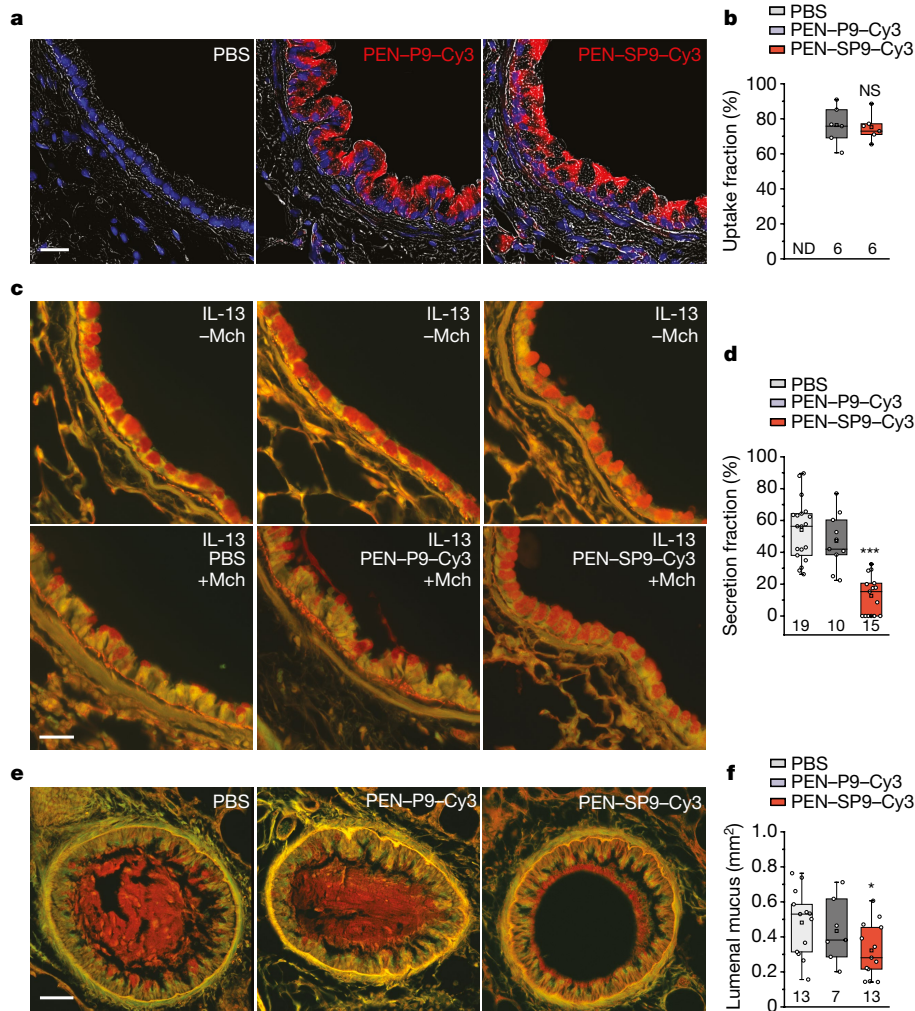 a
PBS
PEN–P9–Cy3
PEN–SP9–Cy3
b
PBS
PEN–P9–Cy3
PEN–SP9–Cy3
Uptake fraction (%)
100
80
60
40
20
0
NS
ND
6
6
c
IL-13
–Mch
IL-13
–Mch
IL-13
–Mch
IL-13
PBS
+Mch
IL-13
PEN–P9–Cy3
+Mch
IL-13
PEN–SP9–Cy3
+Mch
d
PBS
PEN–P9–Cy3
PEN–SP9–Cy3
Secretion fraction (%)
100
80
60
40
20
0
***
19
10
15
e
PBS
PEN–P9–Cy3
PEN–SP9–Cy3
f
PBS
PEN–P9–Cy3
PEN–SP9–Cy3
Lumenal mucus (mm²)
1.0
0.8
0.6
0.4
0.2
0
*
13
7
13